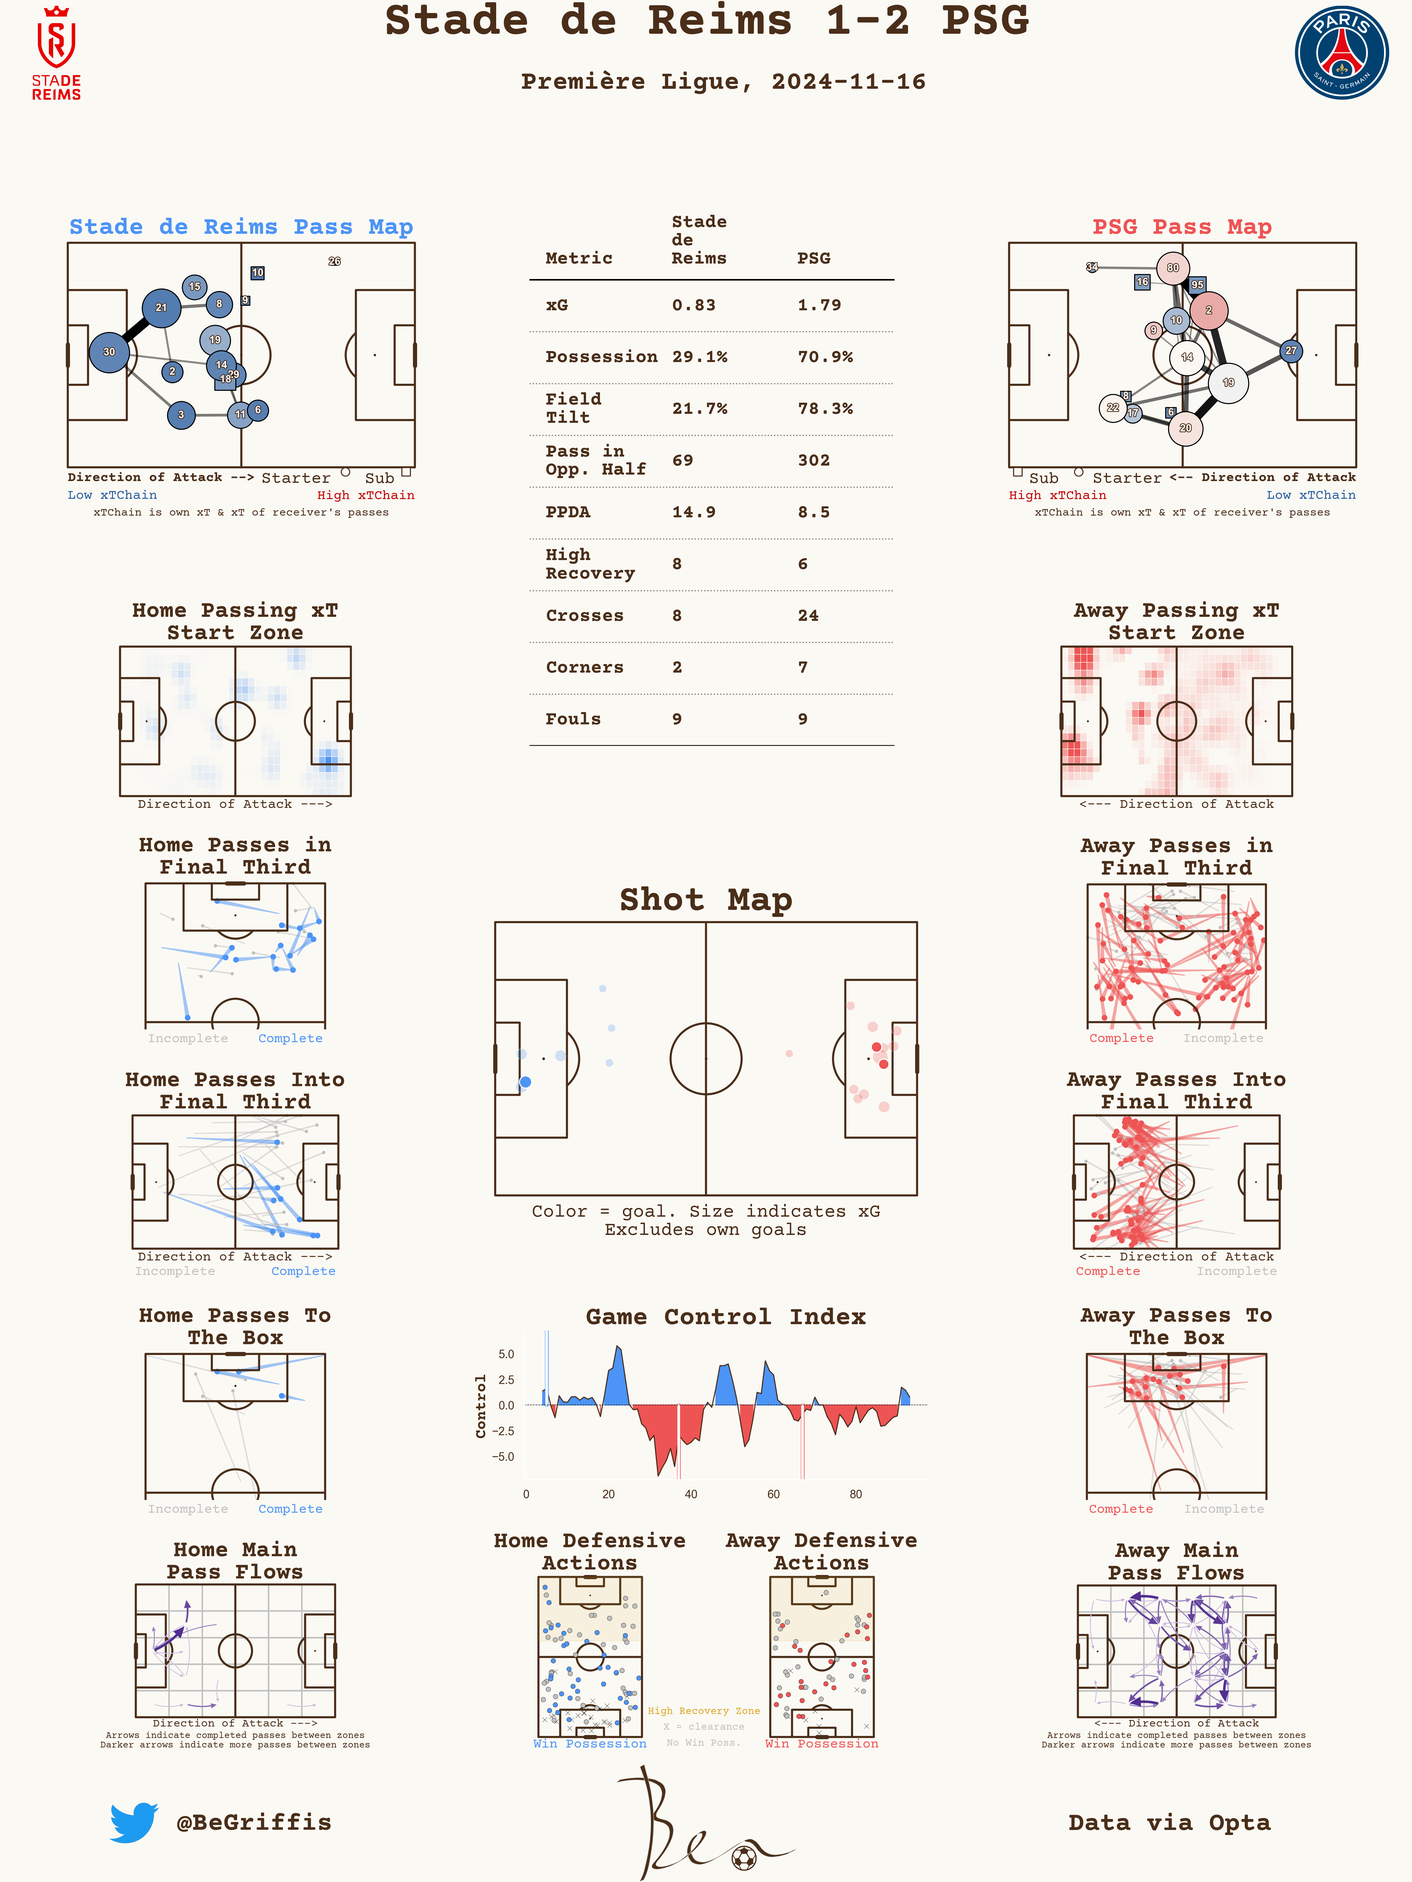 Stade de Reims 1-2 PSG
Première Ligue, 2024-11-16
STADE
REIMS
PARIS
SAINT-GERMAIN
Stade de Reims Pass Map
30
21
15
8
10
9
26
19
14
29
18
2
3
11
6
Direction of Attack --> Starter Sub
Low xTChain High xTChain
xTChain is own xT & xT of receiver's passes
Metric Stade de Reims PSG
xG 0.83 1.79
Possession 29.1% 70.9%
Field Tilt 21.7% 78.3%
Pass in Opp. Half 69 302
PPDA 14.9 8.5
High Recovery 8 6
Crosses 8 24
Corners 2 7
Fouls 9 9
PSG Pass Map
34
80
16
95
10
2
9
14
27
19
8
22
17
6
20
Sub Starter <-- Direction of Attack
High xTChain Low xTChain
xTChain is own xT & xT of receiver's passes
Home Passing xT
Start Zone
Direction of Attack --->
Away Passing xT
Start Zone
<--- Direction of Attack
Home Passes in
Final Third
Incomplete Complete
Away Passes in
Final Third
Complete Incomplete
Shot Map
Color = goal. Size indicates xG
Excludes own goals
Home Passes Into
Final Third
Direction of Attack --->
Incomplete Complete
Away Passes Into
Final Third
<--- Direction of Attack
Complete Incomplete
Home Passes To
The Box
Incomplete Complete
Game Control Index
Control
5.0
2.5
0.0
−2.5
−5.0
0 20 40 60 80
Away Passes To
The Box
Complete Incomplete
Home Main
Pass Flows
Direction of Attack --->
Arrows indicate completed passes between zones
Darker arrows indicate more passes between zones
Home Defensive
Actions
Win Possession
High Recovery Zone
X = clearance
No Win Poss.
Away Defensive
Actions
Win Possession
Away Main
Pass Flows
<--- Direction of Attack
Arrows indicate completed passes between zones
Darker arrows indicate more passes between zones
@BeGriffis
Ben
Data via Opta